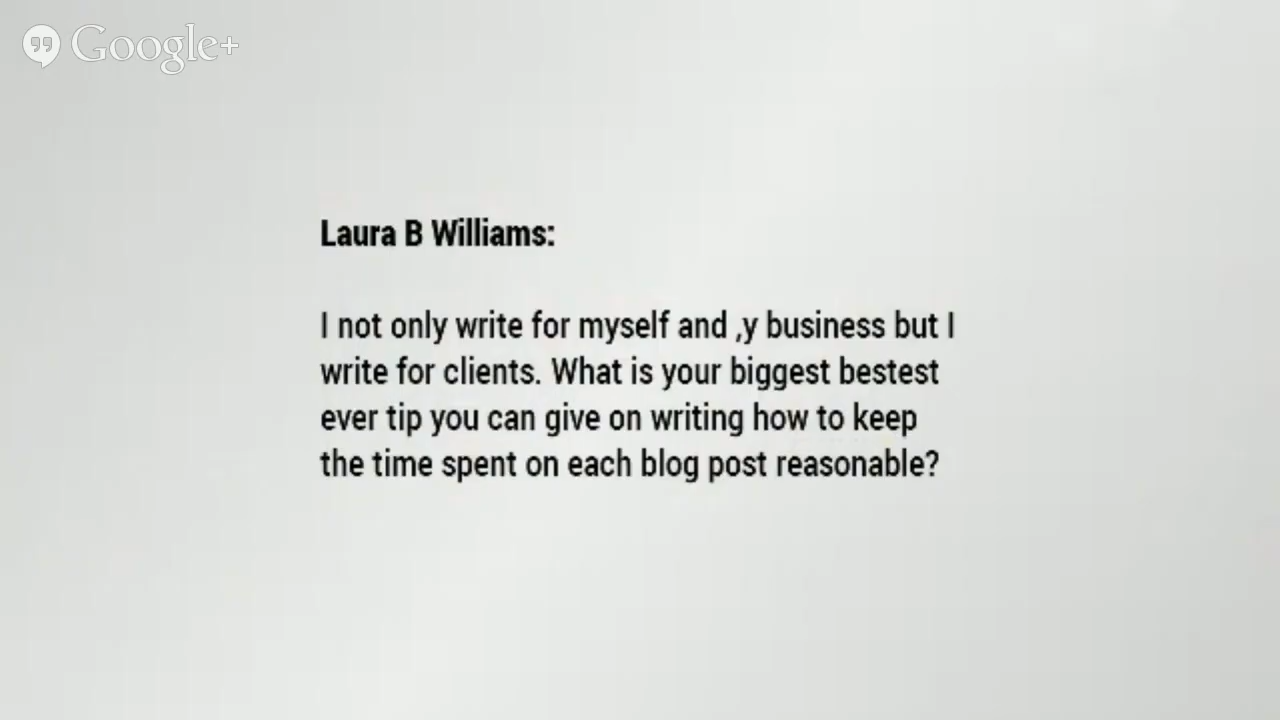 Google+
Laura B Williams:
I not only write for myself and ,y business but I
write for clients. What is your biggest bestest
ever tip you can give on writing how to keep
the time spent on each blog post reasonable?